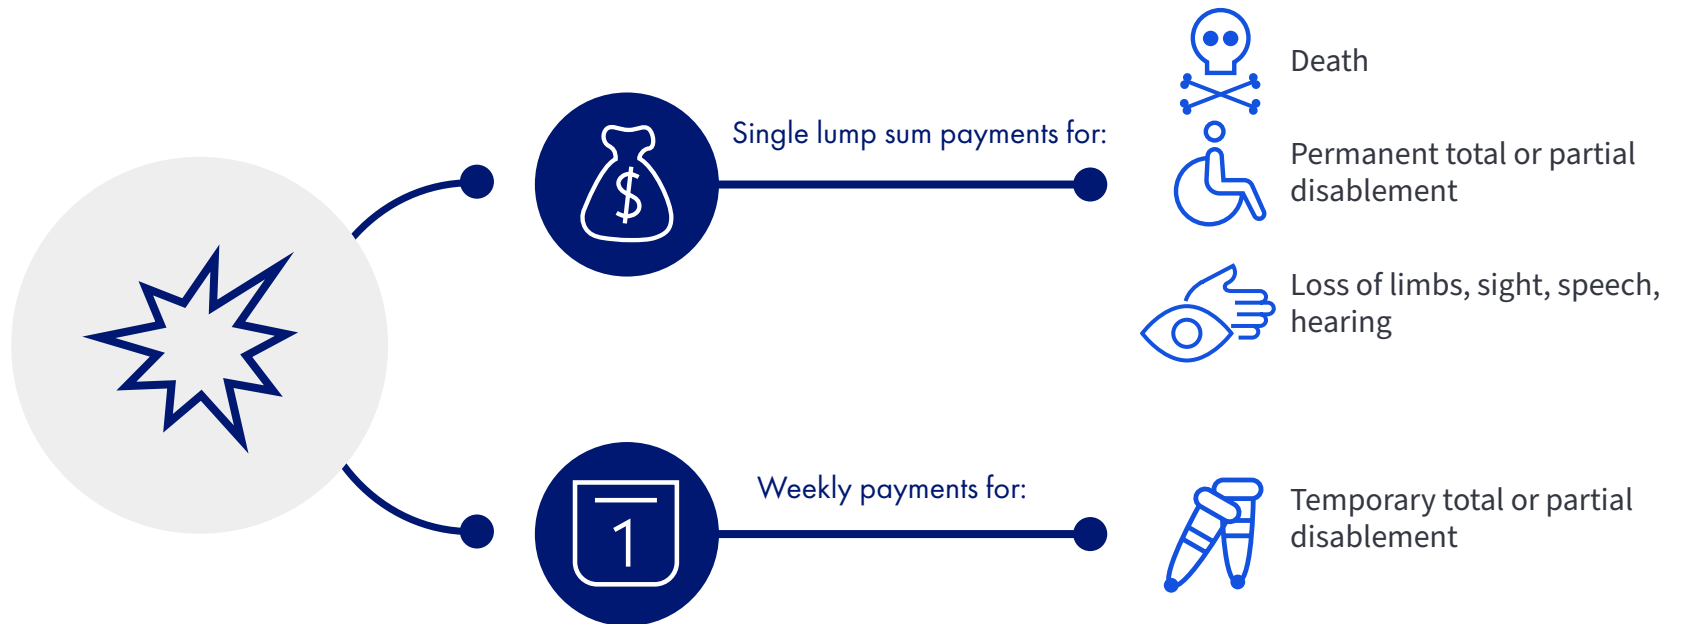 Single lump sum payments for:
Death
Permanent total or partial
disablement
Loss of limbs, sight, speech,
hearing
$
Weekly payments for:
1
Temporary total or partial
disablement